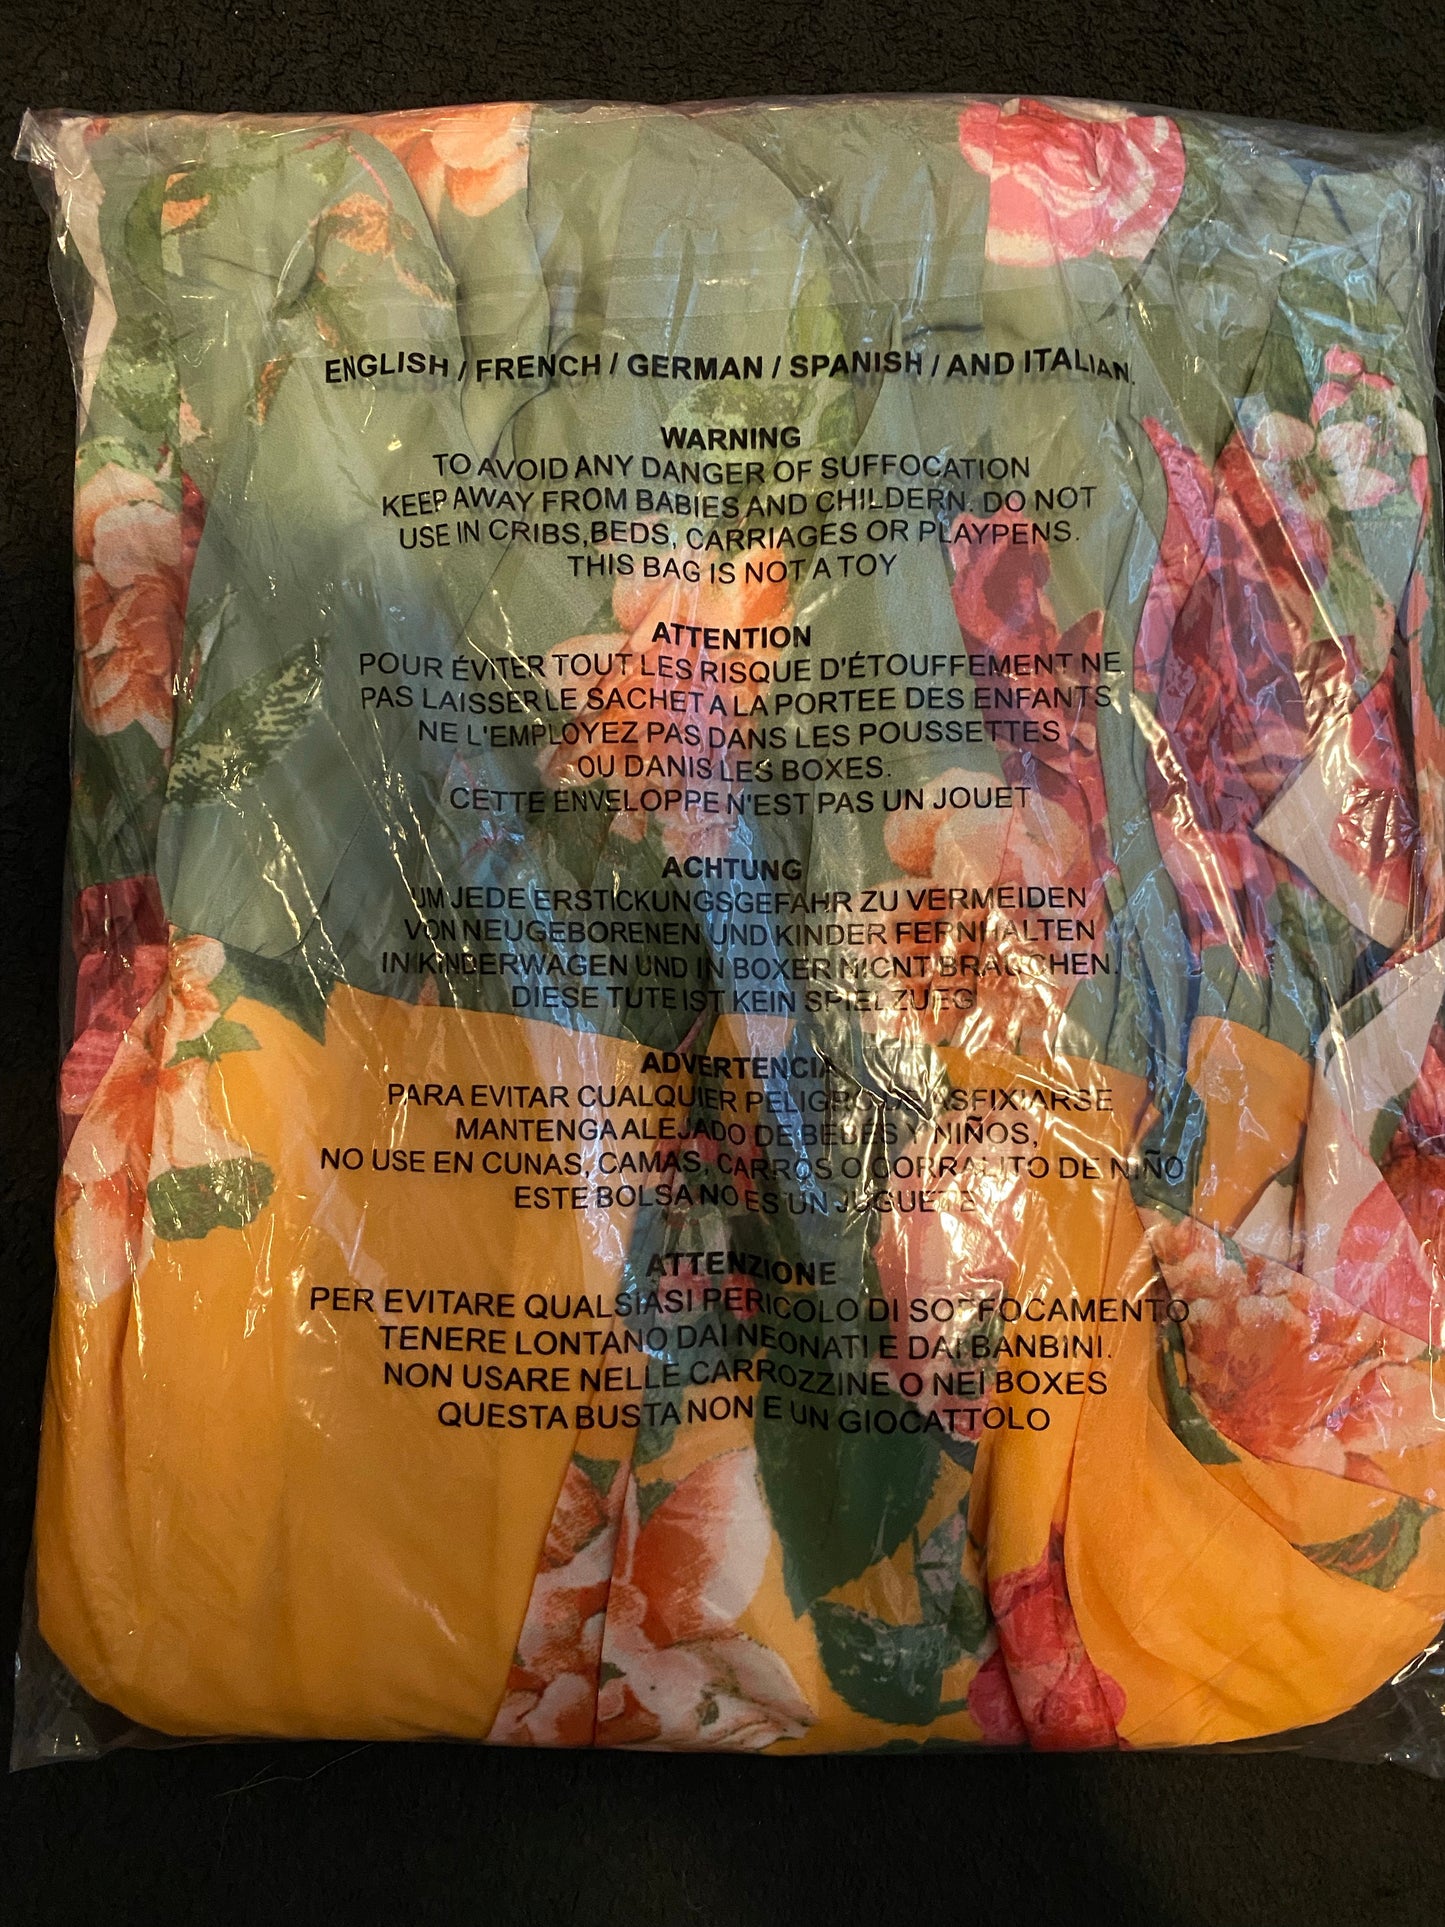 ENGLISH / FRENCH / GERMAN / SPANISH / AND ITALIAN.
WARNING
TO AVOID ANY DANGER OF SUFFOCATION
KEEP AWAY FROM BABIES AND CHILDERN. DO NOT
USE IN CRIBS,BEDS, CARRIAGES OR PLAYPENS.
THIS BAG IS NOT A TOY
ATTENTION
POUR ÉVITER TOUT LES RISQUE D'ÉTOUFFEMENT NE
PAS LAISSER LE SACHET A LA PORTEE DES ENFANTS
NE L'EMPLOYEZ PAS DANS LES POUSSETTES
OU DANIS LES BOXES.
CETTE ENVELOPPE N'EST PAS UN JOUET
ACHTUNG
UM JEDE ERSTICKUNGSGEFAHR ZU VERMEIDEN
VON NEUGEBORENEN UND KINDER FERNHALTEN
IN KINDERWAGEN UND IN BOXER NICNT BRAUCHEN.
DIESE TUTE IST KEIN SPIELZUEG
ADVERTENCIA
PARA EVITAR CUALQUIER PELIGRO DE ASFIXIARSE
MANTENGA ALEJADO DE BEBÉS Y NIÑOS,
NO USE EN CUNAS, CAMAS, CARROS O CORRALITO DE NIÑO
ESTE BOLSA NO ES UN JUGUETE
ATTENZIONE
PER EVITARE QUALSIASI PERICOLO DI SOFFOCAMENTO
TENERE LONTANO DAI NEONATI E DAI BANBINI.
NON USARE NELLE CARROZZINE O NEI BOXES
QUESTA BUSTA NON E UN GIOCATTOLO